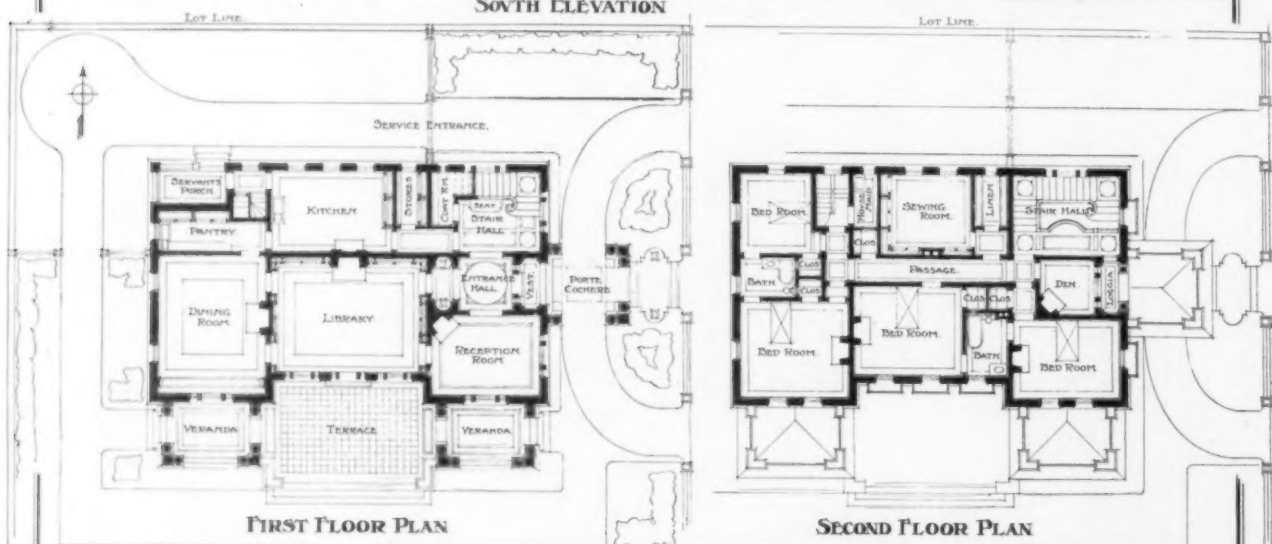 SOUTH ELEVATION
LOT LINE.
LOT LINE.
SERVICE ENTRANCE.
SERVANTS
PORCH
PANTRY
KITCHEN
STORES
COAT RM.
SEAT
STAIR
HALL
DINING
ROOM
LIBRARY
ENTRANCE
HALL
VEST.
PORTE
COCHERE
RECEPTION
ROOM
VERANDA
TERRACE
VERANDA
FIRST FLOOR PLAN
BED ROOM.
HOUSE
MAID
SEWING
ROOM.
LINEN
STAIR HALL
CLOS
PASSAGE.
CLOS
BATH
CLOS
DEN.
LOGGIA
CLOS
CLOS
BED ROOM.
BED ROOM.
BATH
BED ROOM
SECOND FLOOR PLAN